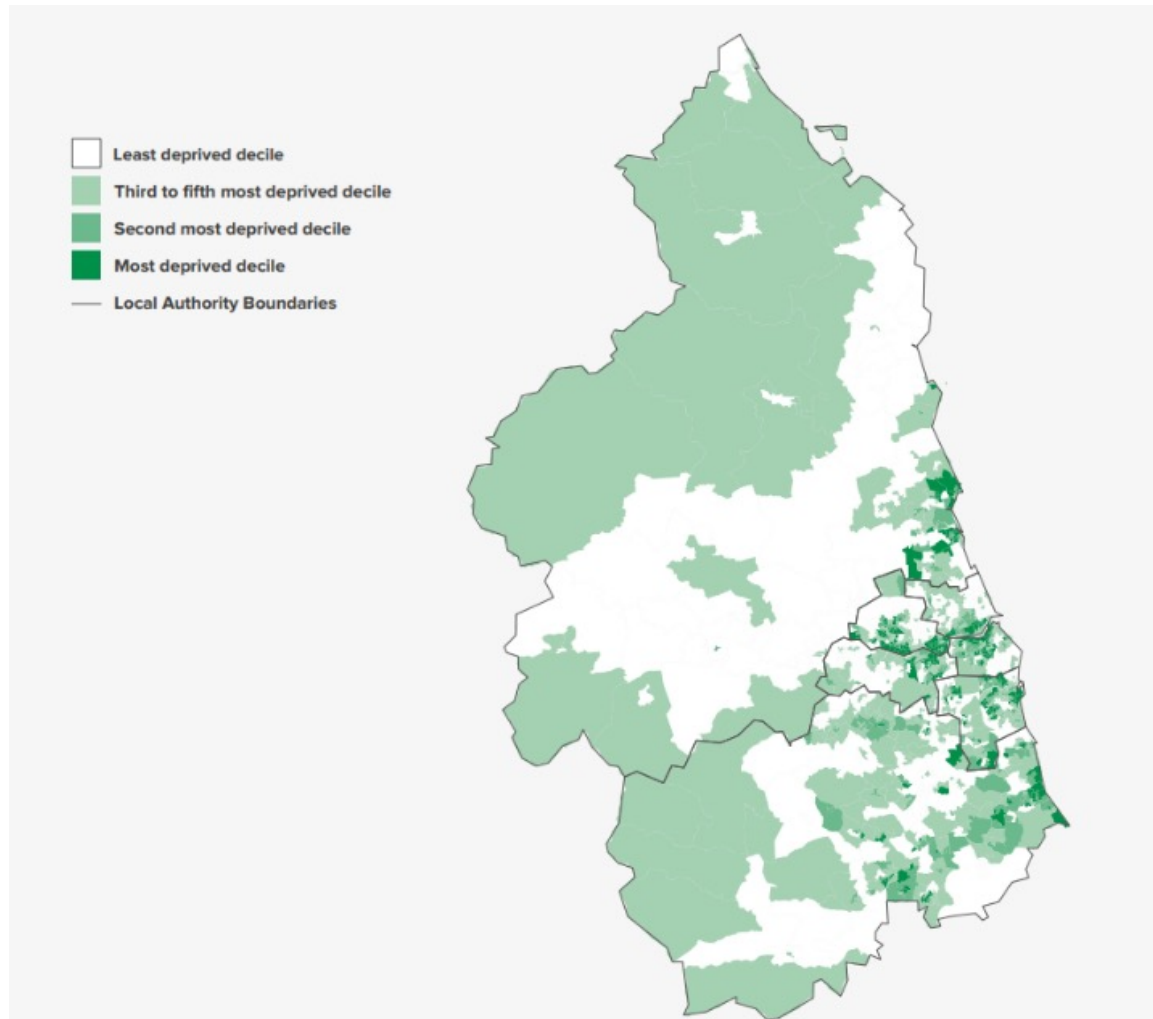 Least deprived decile
Third to fifth most deprived decile
Second most deprived decile
Most deprived decile
Local Authority Boundaries